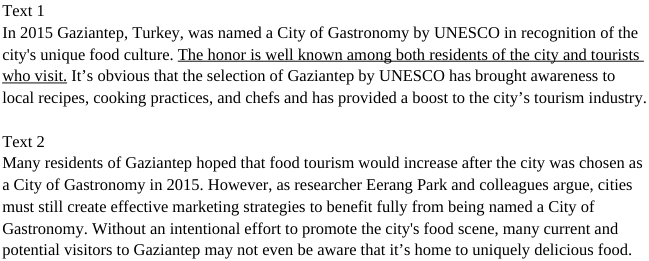 Text 1
In 2015 Gaziantep, Turkey, was named a City of Gastronomy by UNESCO in recognition of the
city's unique food culture. The honor is well known among both residents of the city and tourists
who visit. It’s obvious that the selection of Gaziantep by UNESCO has brought awareness to
local recipes, cooking practices, and chefs and has provided a boost to the city’s tourism industry.
Text 2
Many residents of Gaziantep hoped that food tourism would increase after the city was chosen as
a City of Gastronomy in 2015. However, as researcher Eerang Park and colleagues argue, cities
must still create effective marketing strategies to benefit fully from being named a City of
Gastronomy. Without an intentional effort to promote the city's food scene, many current and
potential visitors to Gaziantep may not even be aware that it’s home to uniquely delicious food.